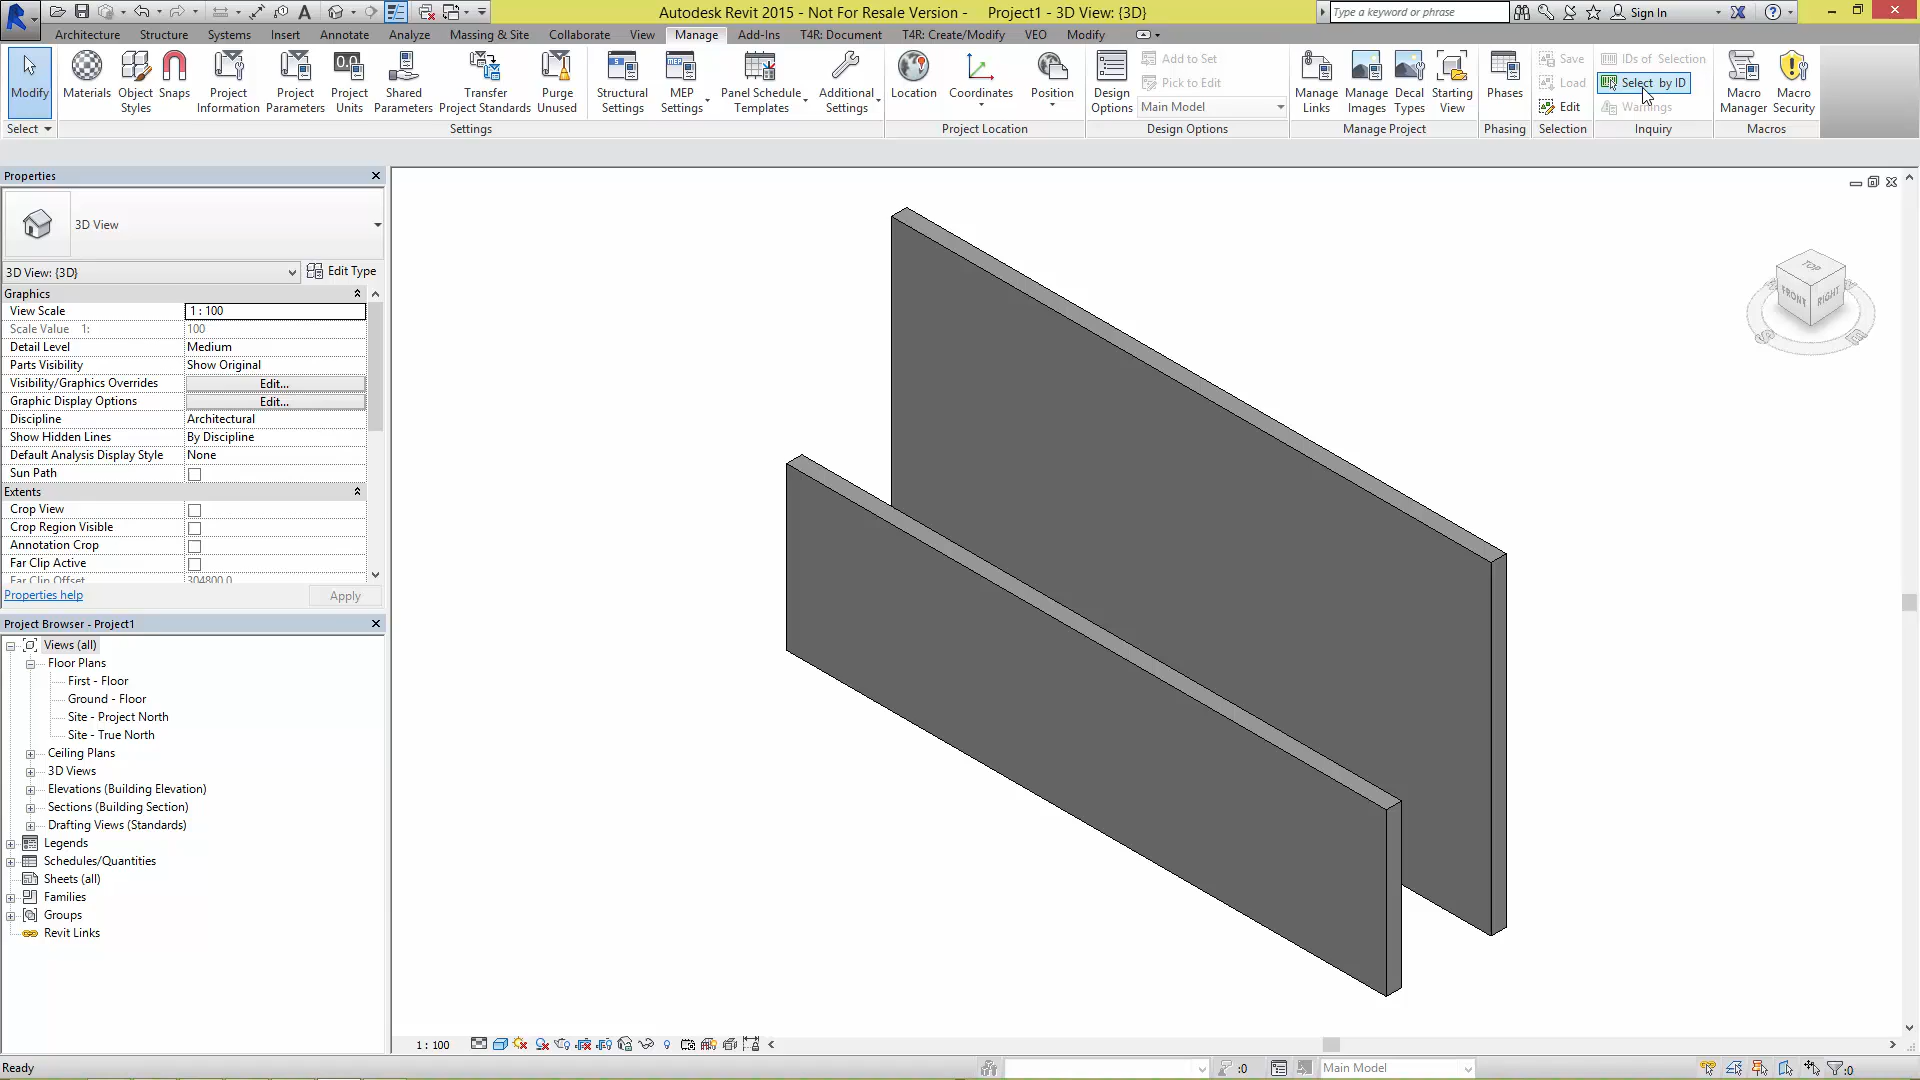 Autodesk Revit 2015 - Not For Resale Version - Project1 - 3D View: {3D}
Type a keyword or phrase
Sign In
Architecture Structure Systems Insert Annotate Analyze Massing & Site Collaborate View Manage Add-Ins T4R: Document T4R: Create/Modify VEO Modify
Modify
Materials
Object Styles
Snaps
Project Information
Project Parameters
Project Units
Shared Parameters
Transfer Project Standards
Purge Unused
Structural Settings
MEP Settings
Panel Schedule Templates
Additional Settings
Location
Coordinates
Position
Design Options
Add to Set
Pick to Edit
Main Model
Manage Links
Manage Images
Decal Types
Starting View
Phases
Save
Load
Edit
IDs of Selection
Select by ID
Warnings
Macro Manager
Macro Security
Select
Settings
Project Location
Design Options
Manage Project
Phasing
Selection
Inquiry
Macros
Properties
3D View
3D View: {3D}
Edit Type
Graphics
View Scale 1 : 100
Scale Value 1: 100
Detail Level Medium
Parts Visibility Show Original
Visibility/Graphics Overrides Edit...
Graphic Display Options Edit...
Discipline Architectural
Show Hidden Lines By Discipline
Default Analysis Display Style None
Sun Path
Extents
Crop View
Crop Region Visible
Annotation Crop
Far Clip Active
Far Clip Offset 304800.0
Properties help
Apply
Project Browser - Project1
Views (all)
Floor Plans
First - Floor
Ground - Floor
Site - Project North
Site - True North
Ceiling Plans
3D Views
Elevations (Building Elevation)
Sections (Building Section)
Drafting Views (Standards)
Legends
Schedules/Quantities
Sheets (all)
Families
Groups
Revit Links
TOP
FRONT
RIGHT
1 : 100
Ready
:0
Main Model
:0